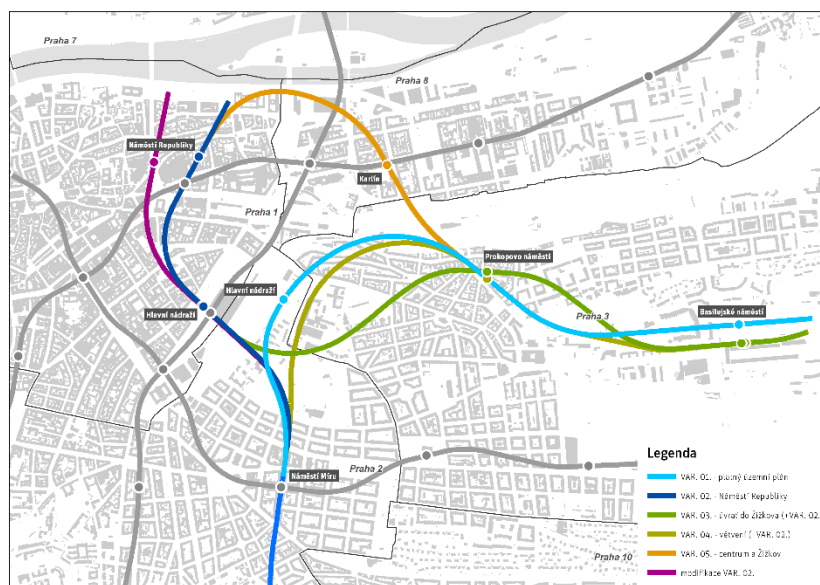 Praha 7
Praha 8
Náměstí Republiky
Karlín
Praha 1
Prokopovo náměstí
Hlavní nádraží
Hlavní nádraží
Praha 3
Basilejské náměstí
Praha 2
Náměstí Míru
Praha 10
Legenda
VAR. 01. - platný územní plán
VAR. 02. - Náměstí Republiky
VAR. 03. - úvrať do Žižkova (+VAR. 02.)
VAR. 04. - větvení (+VAR. 02.)
VAR. 05. - centrum a Žižkov
modifikace VAR. 02.